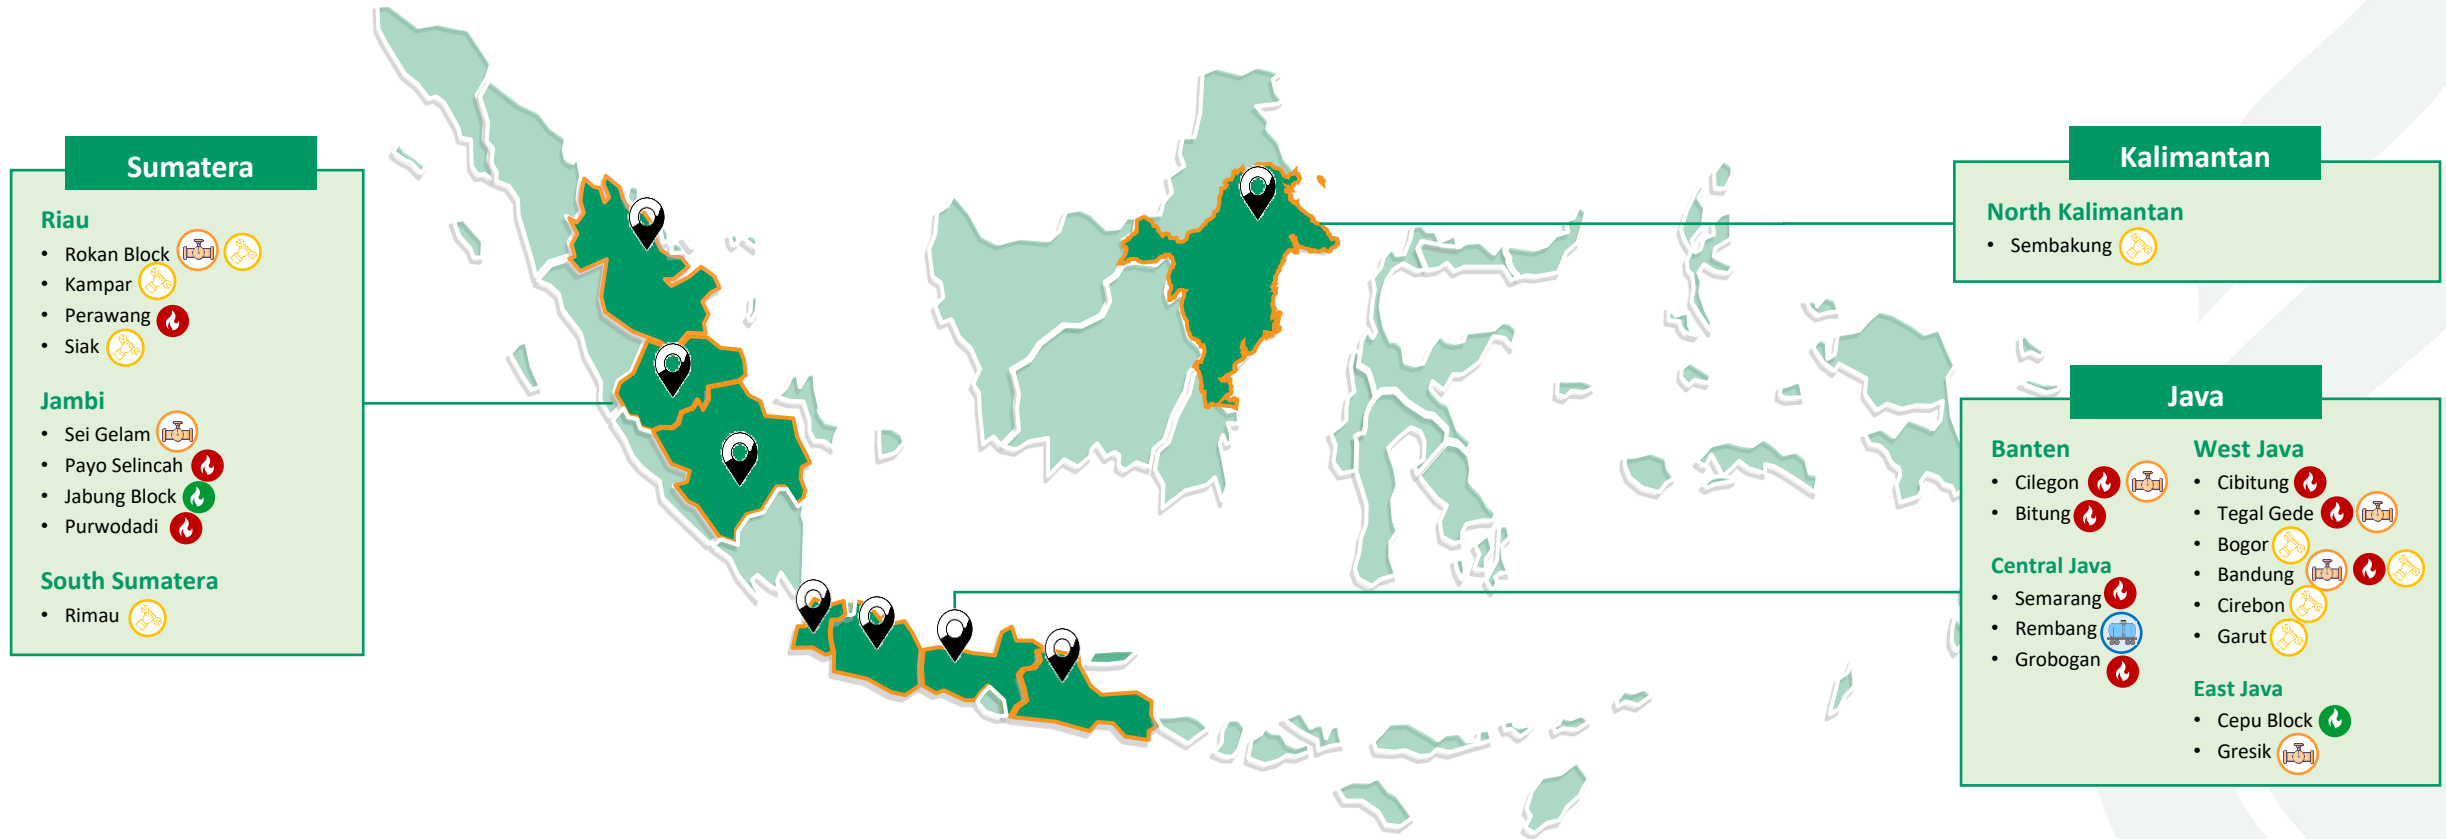 Sumatera
Riau
• Rokan Block
• Kampar
• Perawang
• Siak
Jambi
• Sei Gelam
• Payo Selincah
• Jabung Block
• Purwodadi
South Sumatera
• Rimau
Kalimantan
North Kalimantan
• Sembakung
Java
Banten
• Cilegon
• Bitung
Central Java
• Semarang
• Rembang
• Grobogan
West Java
• Cibitung
• Tegal Gede
• Bogor
• Bandung
• Cirebon
• Garut
East Java
• Cepu Block
• Gresik